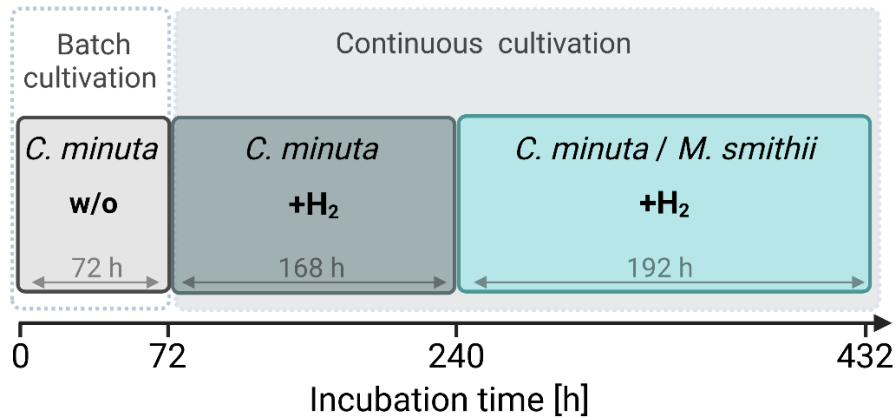 Batch
cultivation
Continuous cultivation
C. minuta
w/o
72 h
C. minuta
+H₂
168 h
C. minuta / M. smithii
+H₂
192 h
0 72 240 432
Incubation time [h]